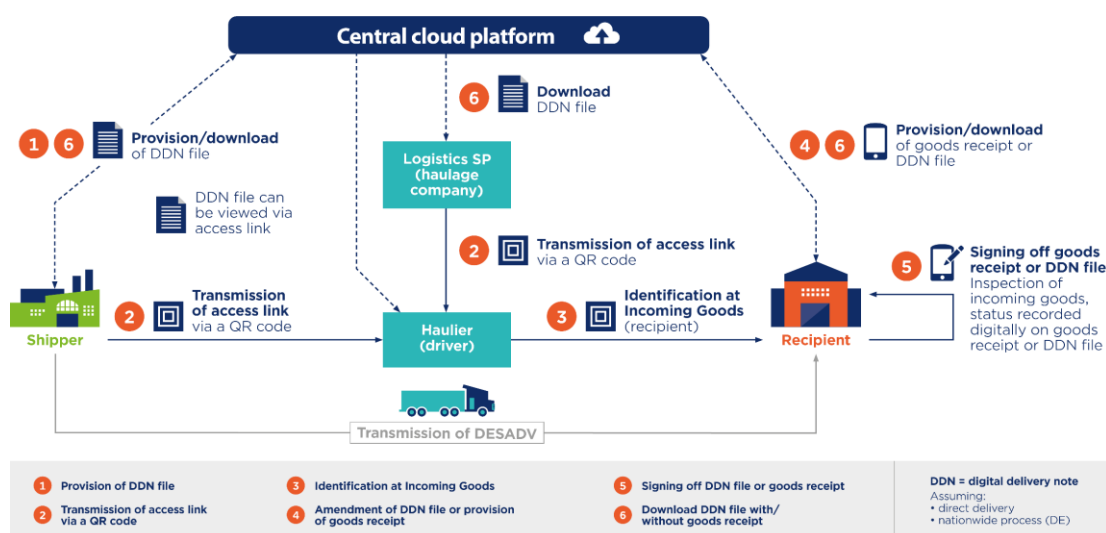 Central cloud platform
6
Download
DDN file
1
6
Provision/download
of DDN file
4
6
Provision/download
of goods receipt or
DDN file
Logistics SP
(haulage
company)
DDN file can
be viewed via
access link
2
Transmission of access link
via a QR code
5
Signing off goods
receipt or DDN file
Inspection of
incoming goods,
status recorded
digitally on goods
receipt or DDN file
2
Transmission
of access link
via a QR code
3
Identification at
Incoming Goods
(recipient)
Shipper
Haulier
(driver)
Recipient
Transmission of DESADV
1
Provision of DDN file
2
Transmission of access link
via a QR code
3
Identification at Incoming Goods
4
Amendment of DDN file or provision
of goods receipt
5
Signing off DDN file or goods receipt
6
Download DDN file with/
without goods receipt
DDN = digital delivery note
Assuming:
• direct delivery
• nationwide process (DE)